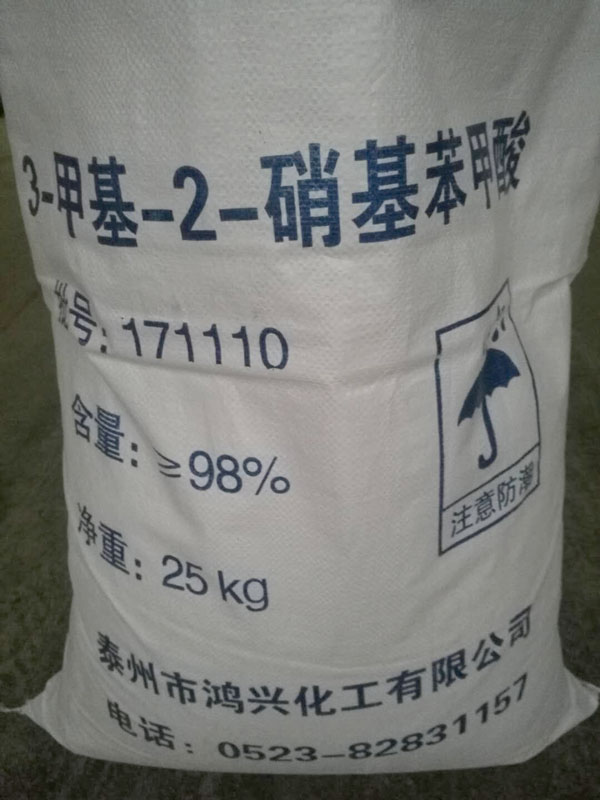 3-甲基-2-硝基苯甲酸
批号：171110
含量：≥98%
净重：25kg
注意防潮
泰州市鸿兴化工有限公司
电话：0523-82831157